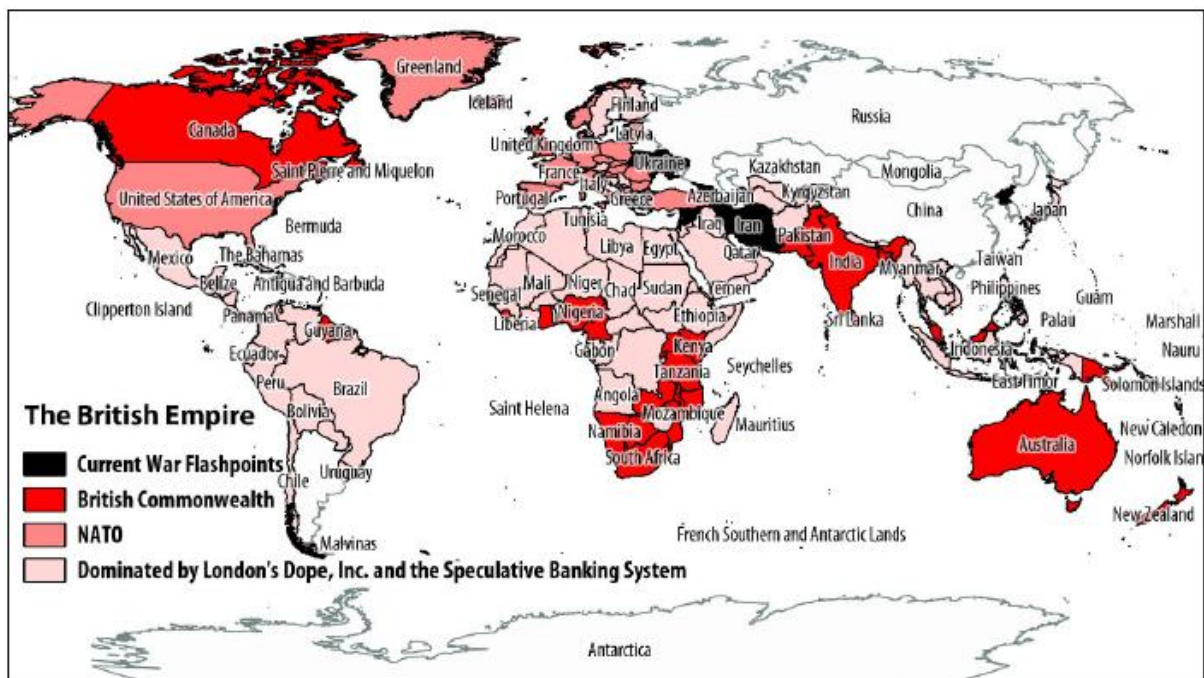 Greenland
Iceland
Finland
Russia
Canada
Latvia
United Kingdom
Ukraine
Kazakhstan
Mongolia
Saint Pierre and Miquelon
France
Italy
Kyrgyzstan
United States of America
Portugal
Greece
Azerbaijan
China
Japan
Bermuda
Tunisia
Iraq
Iran
Pakistan
Morocco
Libya
Egypt
Qatar
India
Mexico
The Bahamas
Taiwan
Belize
Antigua and Barbuda
Mali
Niger
Chad
Sudan
Yemen
Myanmar
Philippines
Guam
Clipperton Island
Senegal
Panama
Liberia
Nigeria
Ethiopia
Sri Lanka
Palau
Marshall
Guyana
Gabon
Kenya
Indonesia
Nauru
Ecuador
Seychelles
Tanzania
East Timor
Solomon Islands
Peru
Brazil
Angola
Saint Helena
Mozambique
Mauritius
Bolivia
Namibia
New Caledon
The British Empire
Australia
South Africa
Norfolk Islan
Current War Flashpoints
Uruguay
Chile
British Commonwealth
New Zealand
NATO
Malvinas
French Southern and Antarctic Lands
Dominated by London's Dope, Inc. and the Speculative Banking System
Antarctica